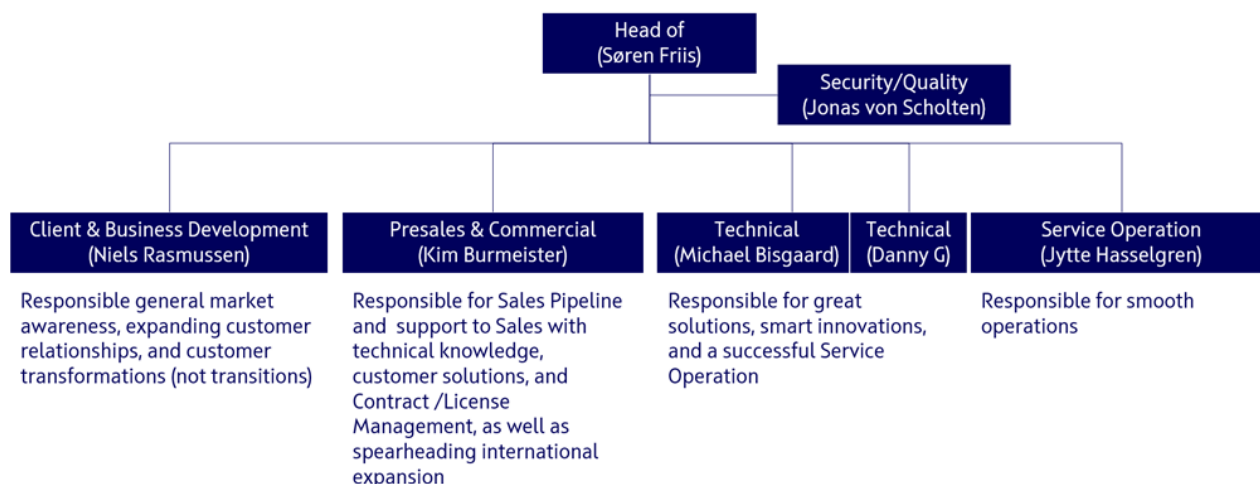 Head of
(Søren Friis)
Security/Quality
(Jonas von Scholten)
Client & Business Development
(Niels Rasmussen)
Responsible general market
awareness, expanding customer
relationships, and customer
transformations (not transitions)
Presales & Commercial
(Kim Burmeister)
Responsible for Sales Pipeline
and  support to Sales with
technical knowledge,
customer solutions, and
Contract /License
Management, as well as
spearheading international
expansion
Technical
(Michael Bisgaard)
Technical
(Danny G)
Responsible for great
solutions, smart innovations,
and a successful Service
Operation
Service Operation
(Jytte Hasselgren)
Responsible for smooth
operations